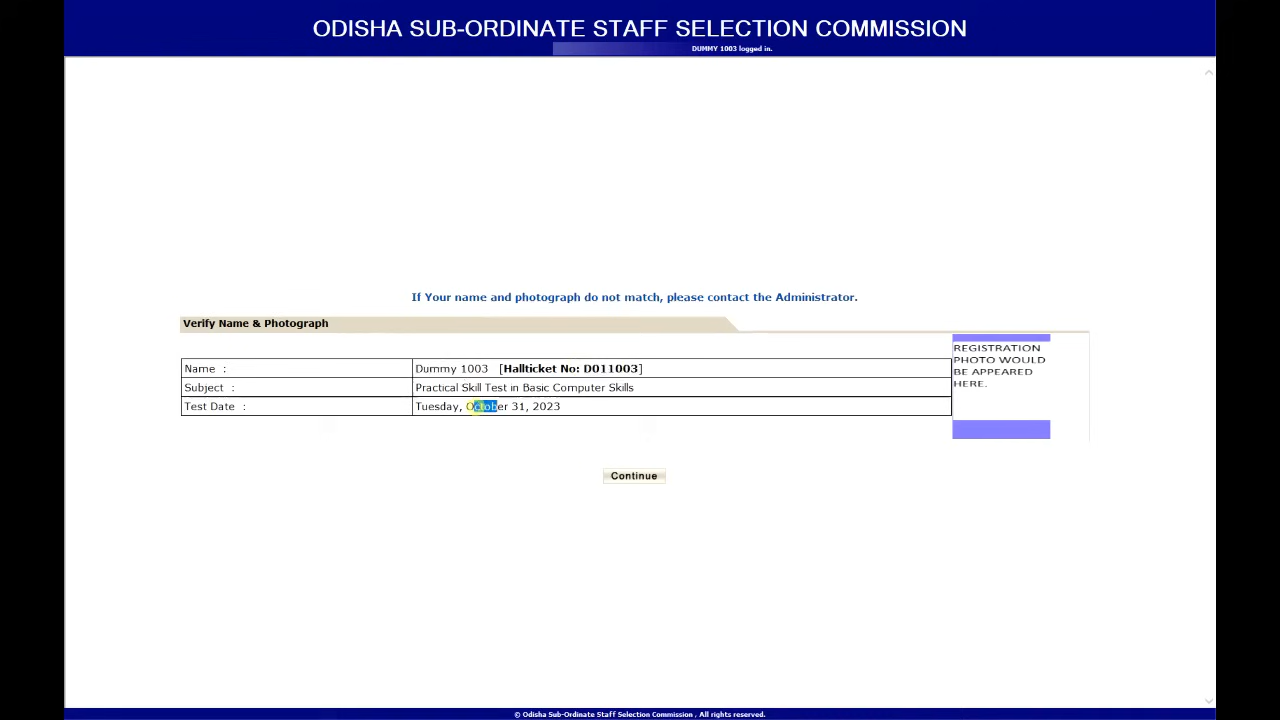 ODISHA SUB-ORDINATE STAFF SELECTION COMMISSION
DUMMY 1003 logged in.
If Your name and photograph do not match, please contact the Administrator.
Verify Name & Photograph
REGISTRATION
PHOTO WOULD
BE APPEARED
HERE.
Name : Dummy 1003 [Hallticket No: D011003]
Subject : Practical Skill Test in Basic Computer Skills
Test Date : Tuesday, October 31, 2023
Continue
© Odisha Sub-Ordinate Staff Selection Commission , All rights reserved.